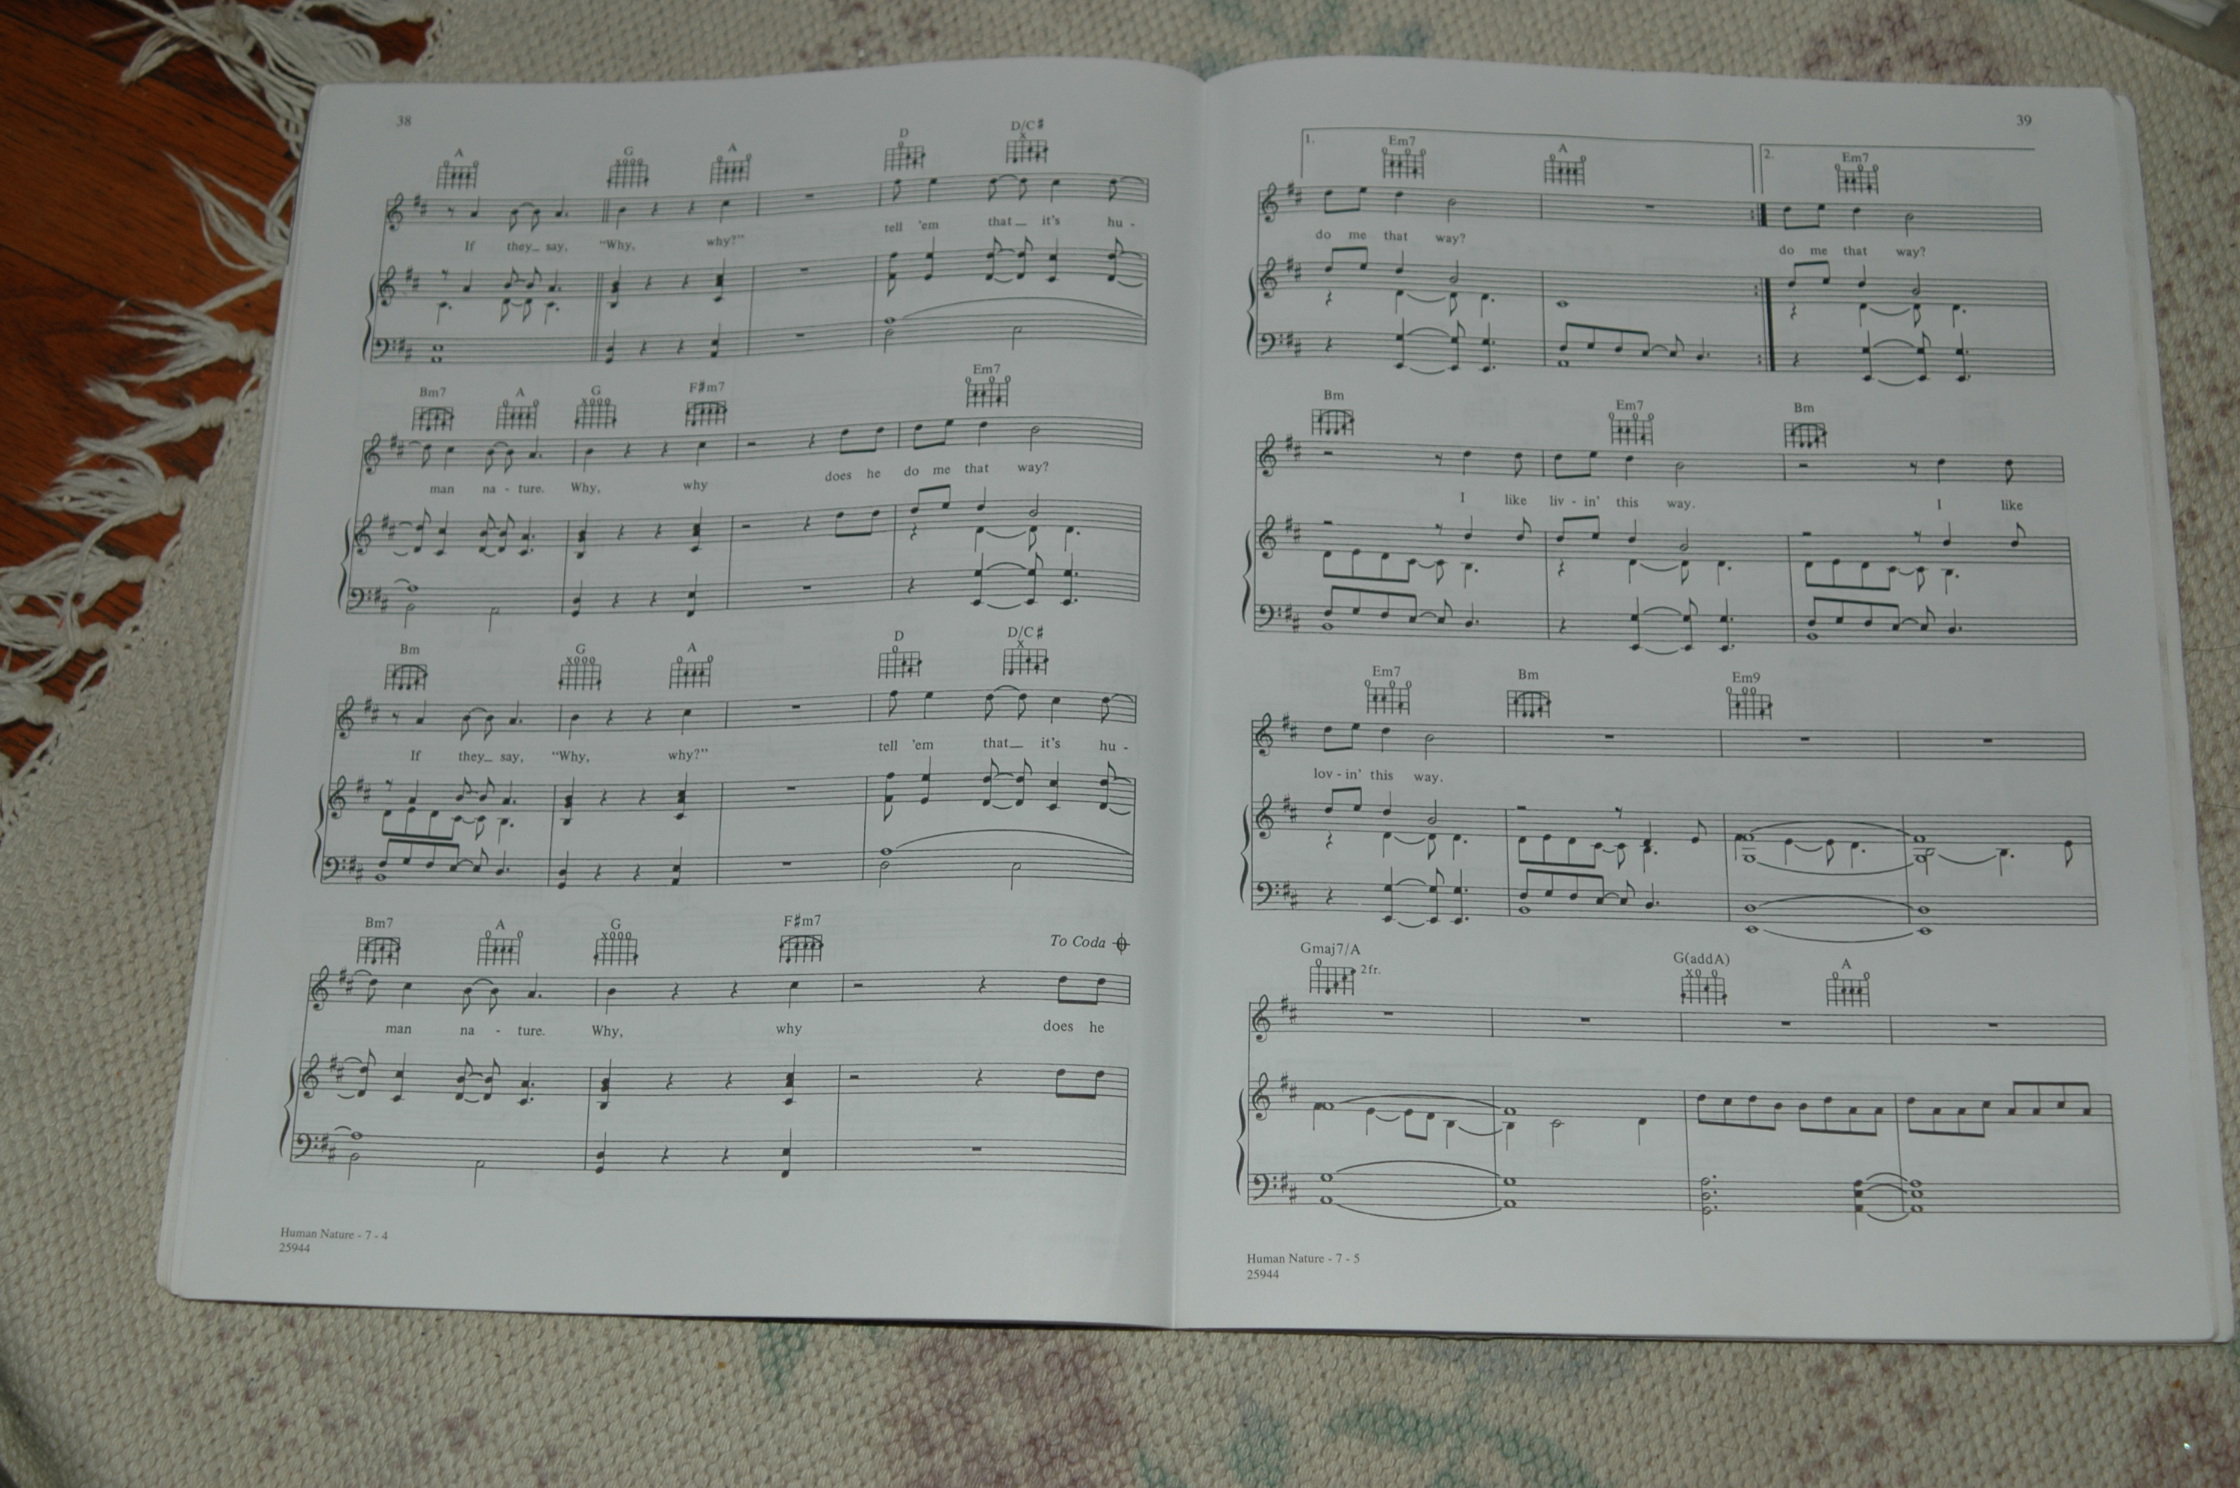 38
A G A D D/C♯
If they_ say, "Why, why?" tell 'em that_ it's hu -
Bm7 A G F♯m7 Em7
man na - ture. Why, why does he do me that way?
Bm G A D D/C♯
If they_ say, "Why, why?" tell 'em that_ it's hu -
Bm7 A G F♯m7
To Coda
man na - ture. Why, why does he
Human Nature - 7 - 4
25944
39
1. Em7 A 2. Em7
do me that way? do me that way?
Bm Em7 Bm
I like liv - in' this way. I like
Em7 Bm Em9
lov - in' this way.
Gmaj7/A 2fr. G(addA) A
Human Nature - 7 - 5
25944